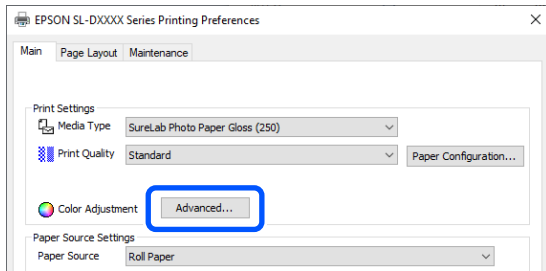 EPSON SL-DXXXX Series Printing Preferences
Main Page Layout Maintenance
Print Settings
Media Type SureLab Photo Paper Gloss (250)
Print Quality Standard Paper Configuration...
Color Adjustment Advanced...
Paper Source Settings
Paper Source Roll Paper